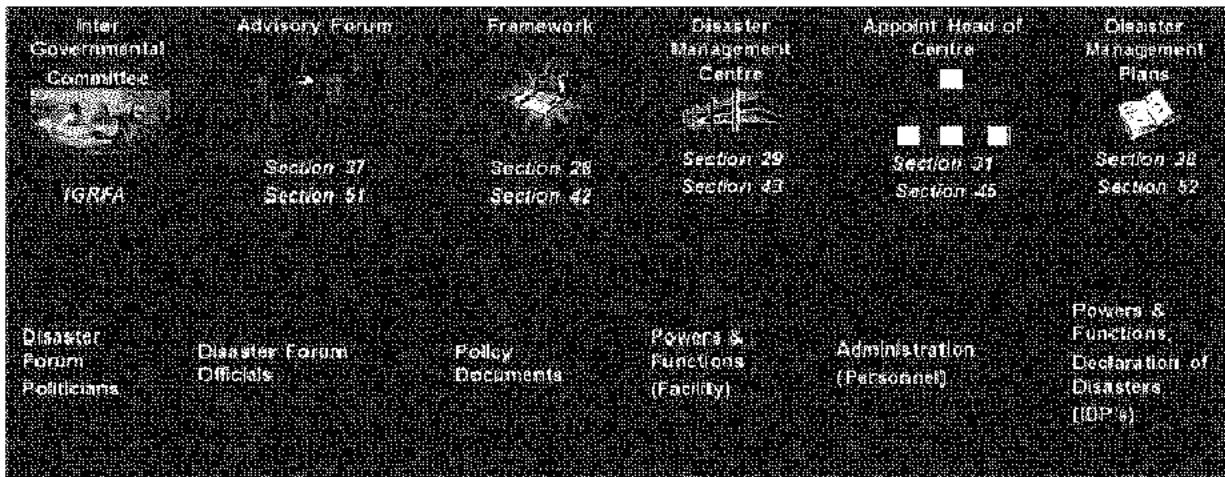 Inter
Governmental
Committee
IGRFA
Advisory Forum
Section 37
Section 51
Framework
Section 28
Section 42
Disaster
Management
Centre
Section 29
Section 43
Appoint Head of
Centre
Section 31
Section 45
Disaster
Management
Plans
Section 38
Section 52
Disaster
Forum
Politicians
Disaster Forum
Officials
Policy
Documents
Powers &
Functions
(Facility)
Administration
(Personnel)
Powers &
Functions,
Declaration of
Disasters
(IDP's)